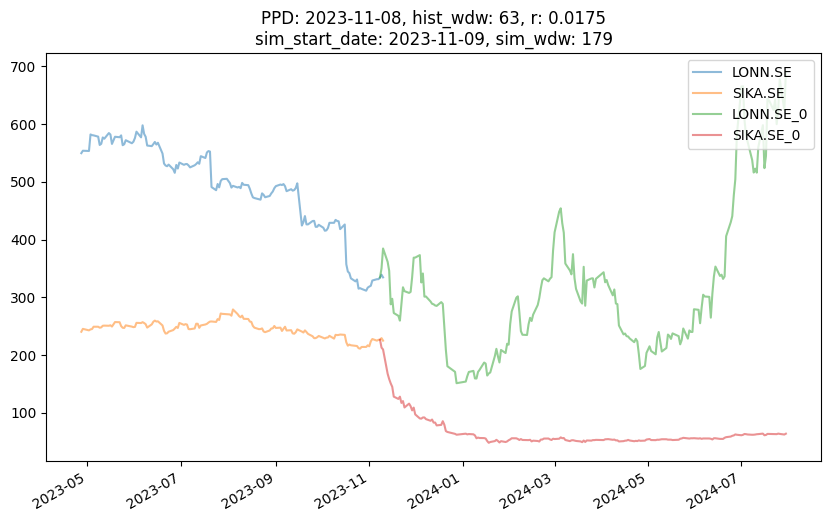 PPD: 2023-11-08, hist_wdw: 63, r: 0.0175
sim_start_date: 2023-11-09, sim_wdw: 179
700
600
500
400
300
200
100
LONN.SE
SIKA.SE
LONN.SE_0
SIKA.SE_0
2023-05
2023-07
2023-09
2023-11
2024-01
2024-03
2024-05
2024-07